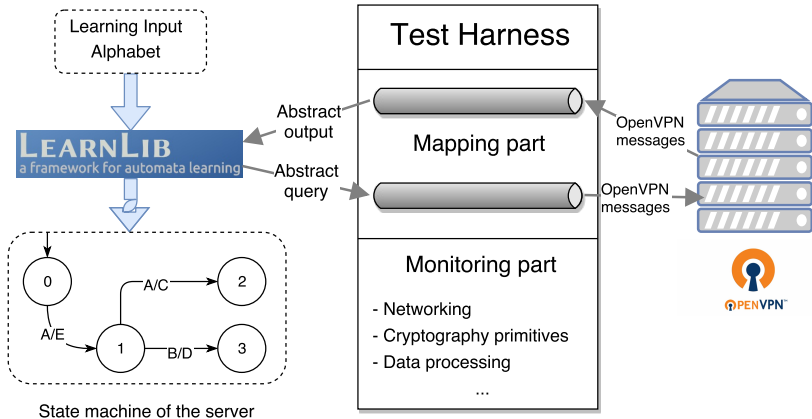 Learning Input
Alphabet
LEARNLIB
a framework for automata learning
0
A/E
1
A/C
2
B/D
3
State machine of the server
Abstract
output
Abstract
query
Test Harness
Mapping part
Monitoring part
- Networking
- Cryptography primitives
- Data processing
...
OpenVPN
messages
OpenVPN
messages
OPENVPN™